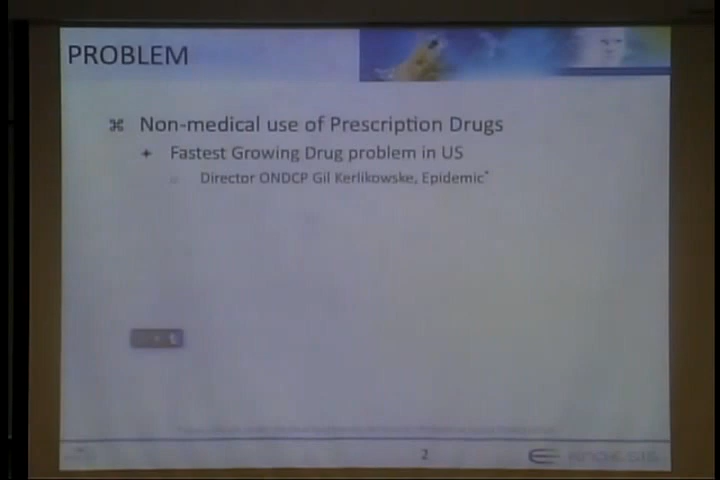 PROBLEM
⌘ Non-medical use of Prescription Drugs
+ Fastest Growing Drug problem in US
Director ONDCP Gil Kerlikowske, Epidemic*
2